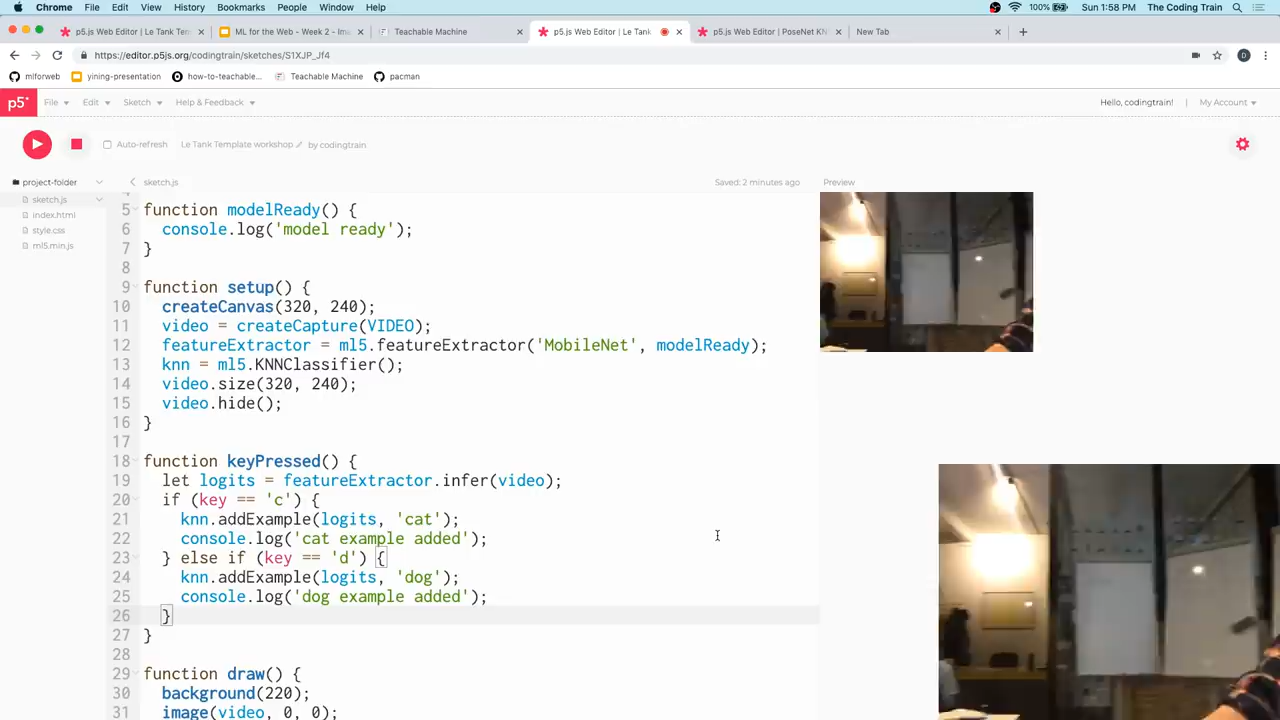 Chrome File Edit View History Bookmarks People Window Help 100% Sun 1:58 PM The Coding Train
p5.js Web Editor | Le Tank Tem × ML for the Web - Week 2 - Ima × Teachable Machine × p5.js Web Editor | Le Tank × p5.js Web Editor | PoseNet KN × New Tab × +
https://editor.p5js.org/codingtrain/sketches/S1XJP_Jf4 D
mlforweb yining-presentation how-to-teachable... Teachable Machine pacman
p5* File Edit Sketch Help & Feedback Hello, codingtrain! | My Account
Auto-refresh Le Tank Template workshop by codingtrain
project-folder sketch.js Saved: 2 minutes ago Preview
sketch.js
index.html
style.css
ml5.min.js
5 function modelReady() {
6 console.log('model ready');
7 }
8
9 function setup() {
10 createCanvas(320, 240);
11 video = createCapture(VIDEO);
12 featureExtractor = ml5.featureExtractor('MobileNet', modelReady);
13 knn = ml5.KNNClassifier();
14 video.size(320, 240);
15 video.hide();
16 }
17
18 function keyPressed() {
19 let logits = featureExtractor.infer(video);
20 if (key == 'c') {
21 knn.addExample(logits, 'cat');
22 console.log('cat example added');
23 } else if (key == 'd') {
24 knn.addExample(logits, 'dog');
25 console.log('dog example added');
26 }
27 }
28
29 function draw() {
30 background(220);
31 image(video, 0, 0);